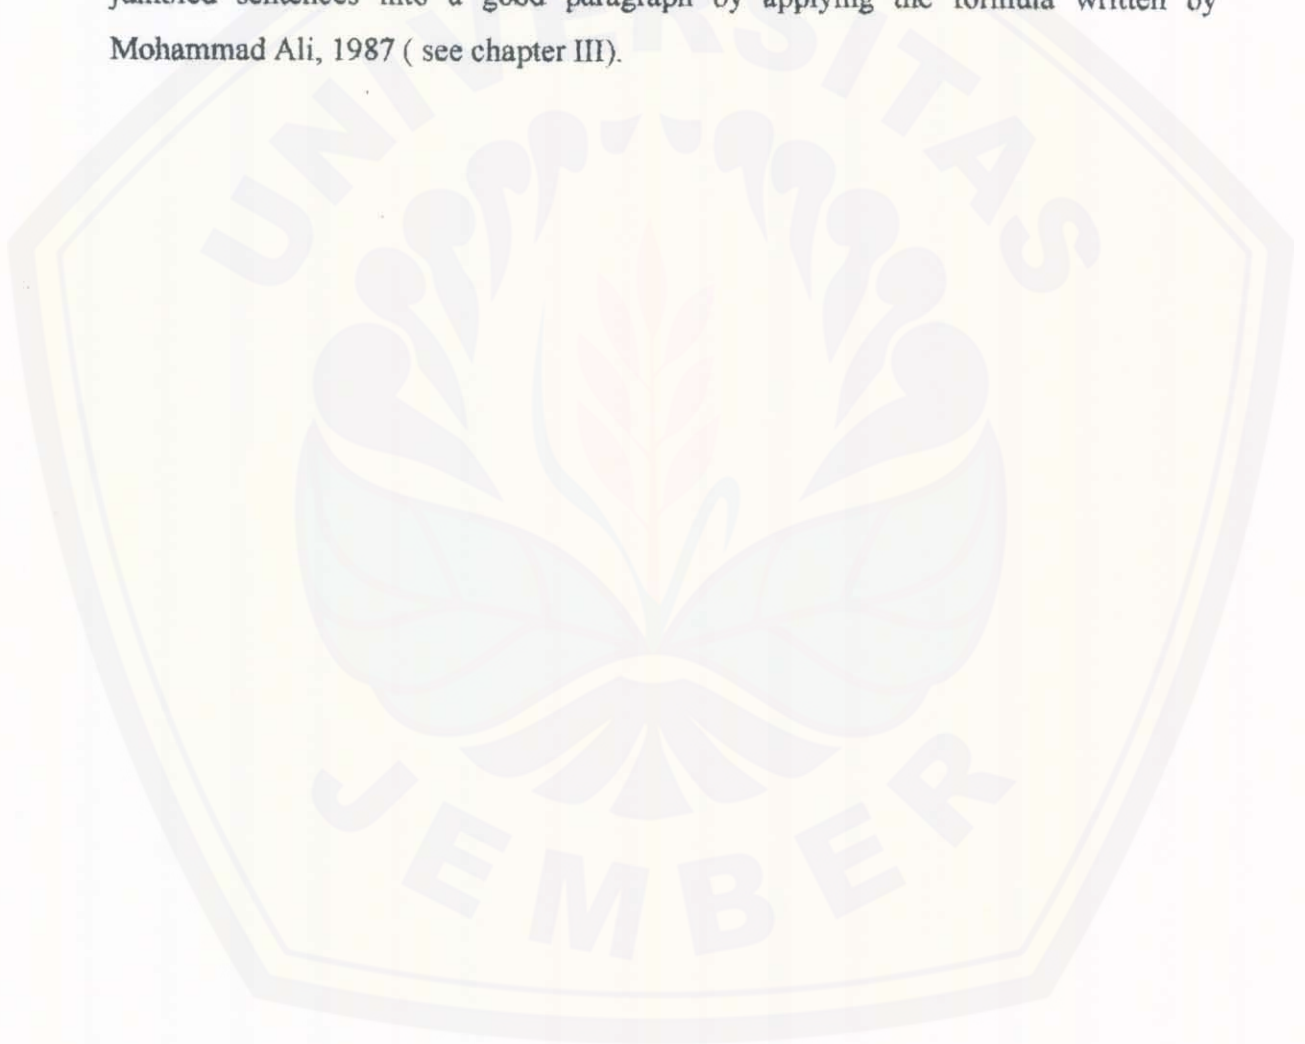 jumbled sentences into a good paragraph by applying the formula written by
Mohammad Ali, 1987 ( see chapter III).
UNIVERSITAS
JEMBER